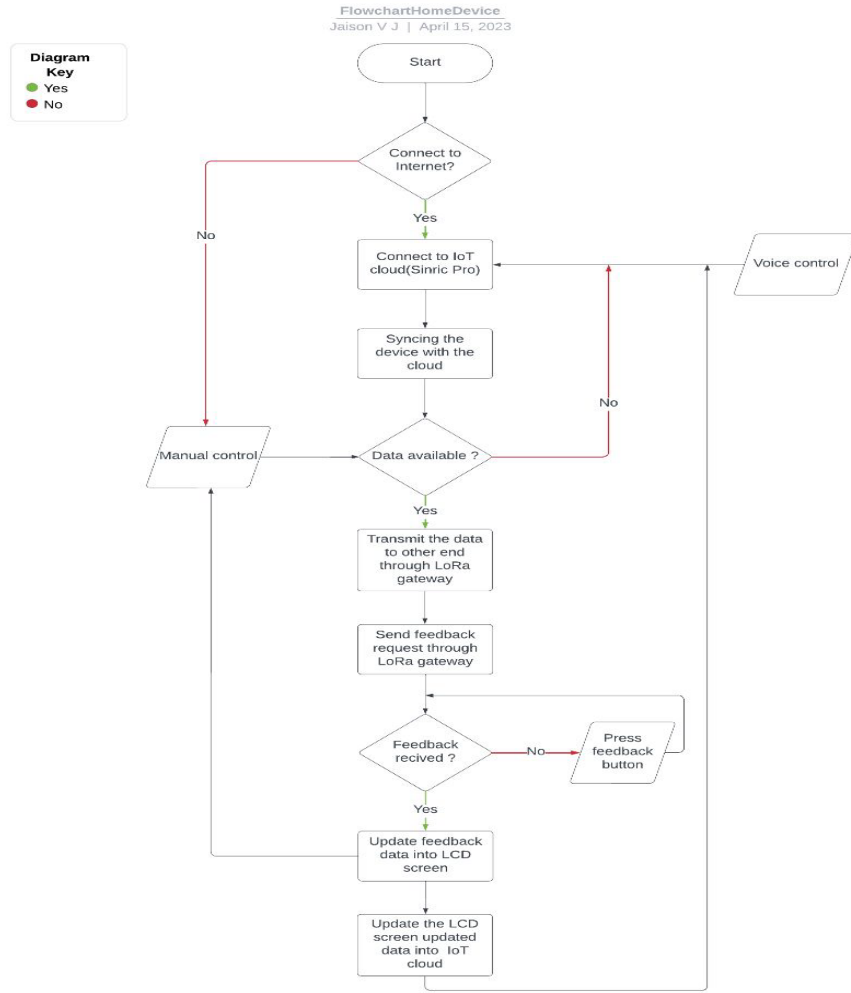 FlowchartHomeDevice
Jaison V J | April 15, 2023
Diagram
Key
Yes
No
Start
Connect to
Internet?
No
Yes
Connect to IoT
cloud(Sinric Pro)
Voice control
Syncing the
device with the
cloud
No
Manual control
Data available ?
Yes
Transmit the data
to other end
through LoRa
gateway
Send feedback
request through
LoRa gateway
Feedback
recived ?
No
Press
feedback
button
Yes
Update feedback
data into LCD
screen
Update the LCD
screen updated
data into IoT
cloud